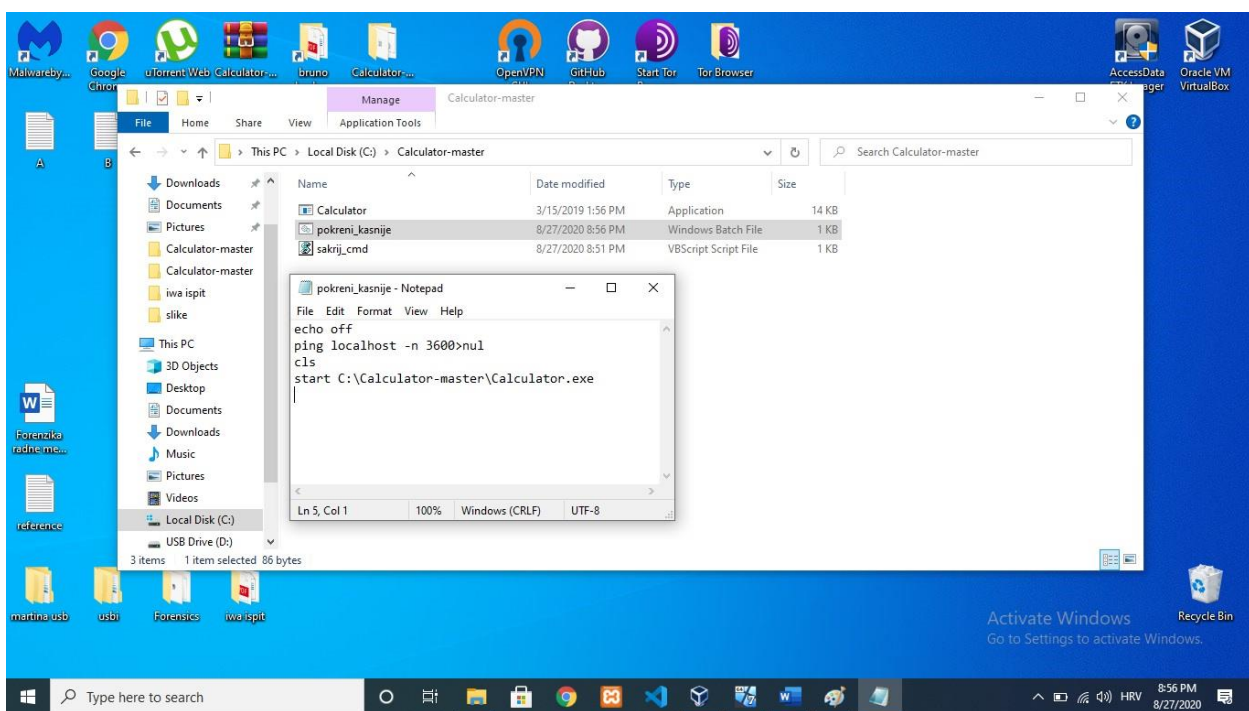 Malwareby...
Google Chrom
uTorrent Web
Calculator-...
bruno
Calculator-...
OpenVPN
GitHub
Start Tor
Tor Browser
AccessData
Oracle VM VirtualBox
A
B
Manage
Calculator-master
File
Home
Share
View
Application Tools
This PC > Local Disk (C:) > Calculator-master
Search Calculator-master
Downloads
Documents
Pictures
Calculator-master
Calculator-master
iwa ispit
slike
This PC
3D Objects
Desktop
Documents
Downloads
Music
Pictures
Videos
Local Disk (C:)
USB Drive (D:)
Name
Date modified
Type
Size
Calculator
3/15/2019 1:56 PM
Application
14 KB
pokreni_kasnije
8/27/2020 8:56 PM
Windows Batch File
1 KB
sakrij_cmd
8/27/2020 8:51 PM
VBScript Script File
1 KB
pokreni_kasnije - Notepad
File Edit Format View Help
echo off
ping localhost -n 3600>nul
cls
start C:\Calculator-master\Calculator.exe
Ln 5, Col 1
100%
Windows (CRLF)
UTF-8
3 items
1 item selected 86 bytes
Forenzika
radne me...
reference
martina usb
usbi
Forensics
iwa ispit
Recycle Bin
Activate Windows
Go to Settings to activate Windows.
Type here to search
HRV
8:56 PM
8/27/2020